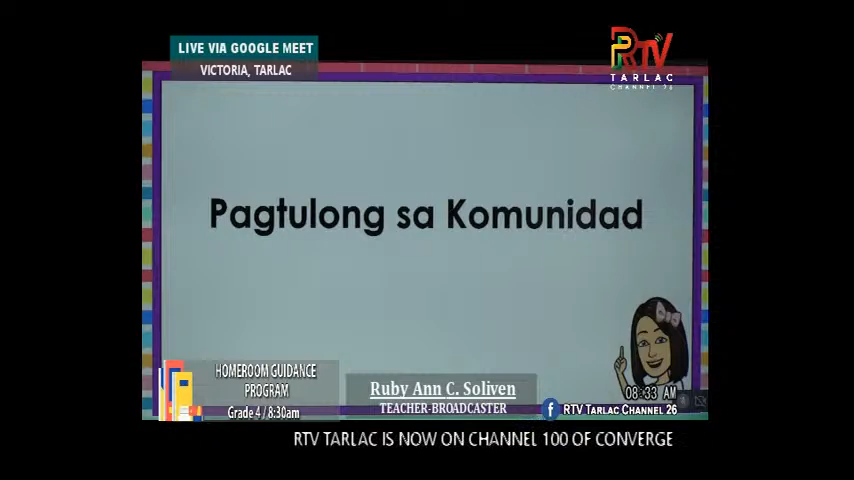 LIVE VIA GOOGLE MEET
VICTORIA, TARLAC
RTV
TARLAC
CHANNEL 26
Pagtulong sa Komunidad
HOMEROOM GUIDANCE
PROGRAM
Grade 4 / 8:30am
Ruby Ann C. Soliven
TEACHER-BROADCASTER
08:33 AM
f RTV TARLAC CHANNEL 26
RTV TARLAC IS NOW ON CHANNEL 100 OF CONVERGE